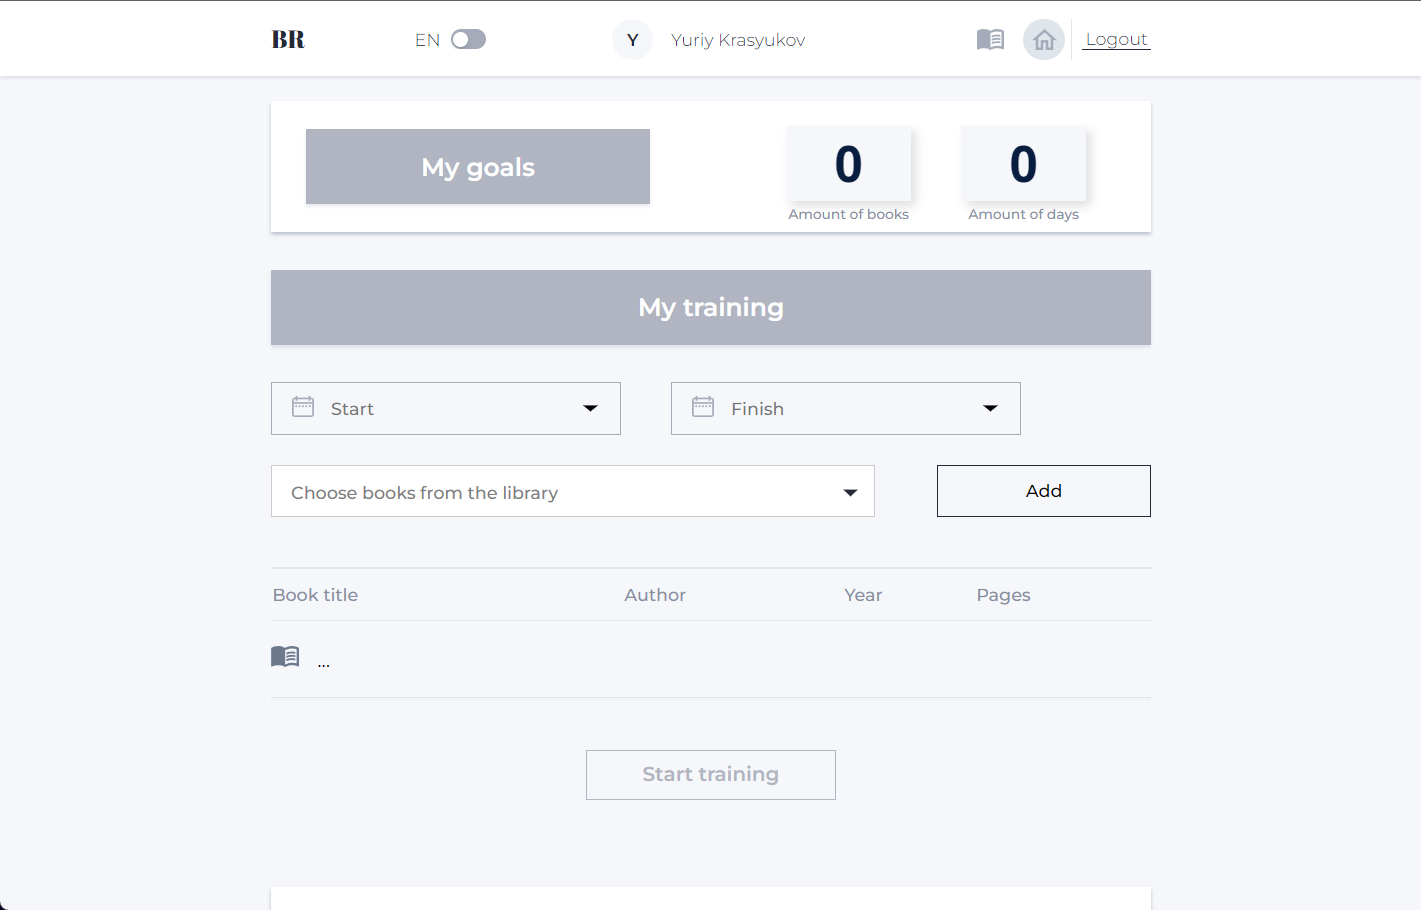 BR
EN
Y
Yuriy Krasyukov
Logout
My goals
0
0
Amount of books
Amount of days
My training
Start
Finish
Choose books from the library
Add
Book title
Author
Year
Pages
...
Start training